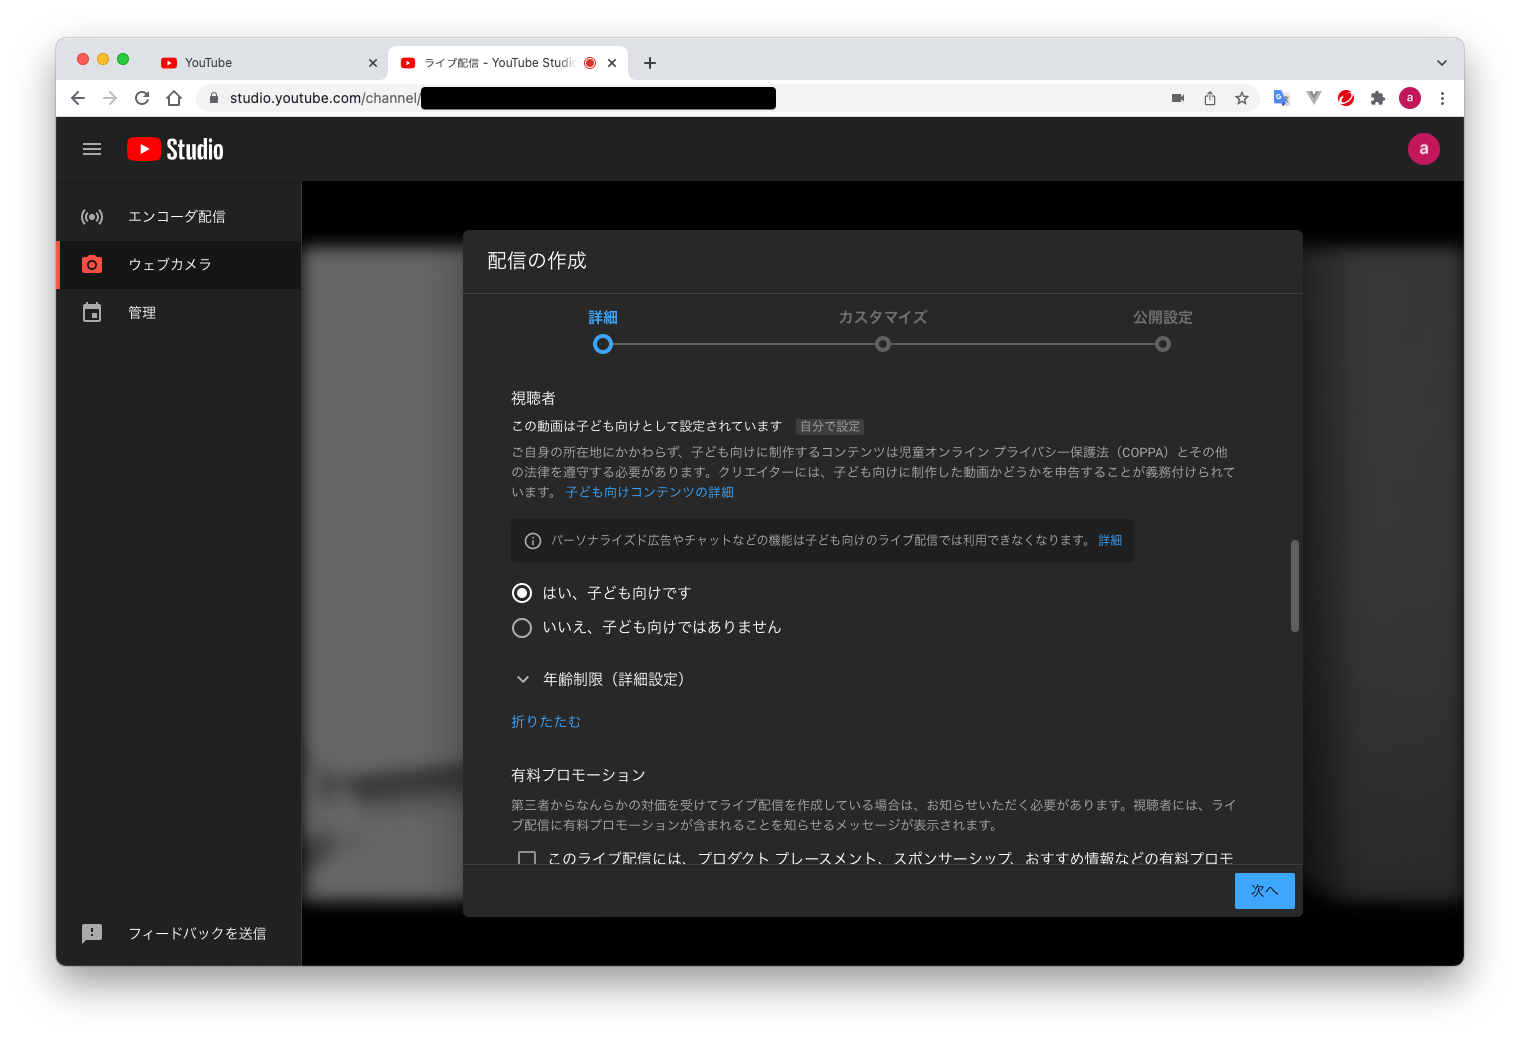 YouTube
ライブ配信 - YouTube Studio
studio.youtube.com/channel/
a
Studio
a
エンコーダ配信
ウェブカメラ
管理
フィードバックを送信
配信の作成
詳細
カスタマイズ
公開設定
視聴者
この動画は子ども向けとして設定されています 自分で設定
ご自身の所在地にかかわらず、子ども向けに制作するコンテンツは児童オンライン プライバシー保護法（COPPA）とその他
の法律を遵守する必要があります。クリエイターには、子ども向けに制作した動画かどうかを申告することが義務付けられて
います。 子ども向けコンテンツの詳細
パーソナライズド広告やチャットなどの機能は子ども向けのライブ配信では利用できなくなります。 詳細
はい、子ども向けです
いいえ、子ども向けではありません
年齢制限（詳細設定）
折りたたむ
有料プロモーション
第三者からなんらかの対価を受けてライブ配信を作成している場合は、お知らせいただく必要があります。視聴者には、ライ
ブ配信に有料プロモーションが含まれることを知らせるメッセージが表示されます。
このライブ配信には、プロダクト プレースメント、スポンサーシップ、おすすめ情報などの有料プロモ
次へ